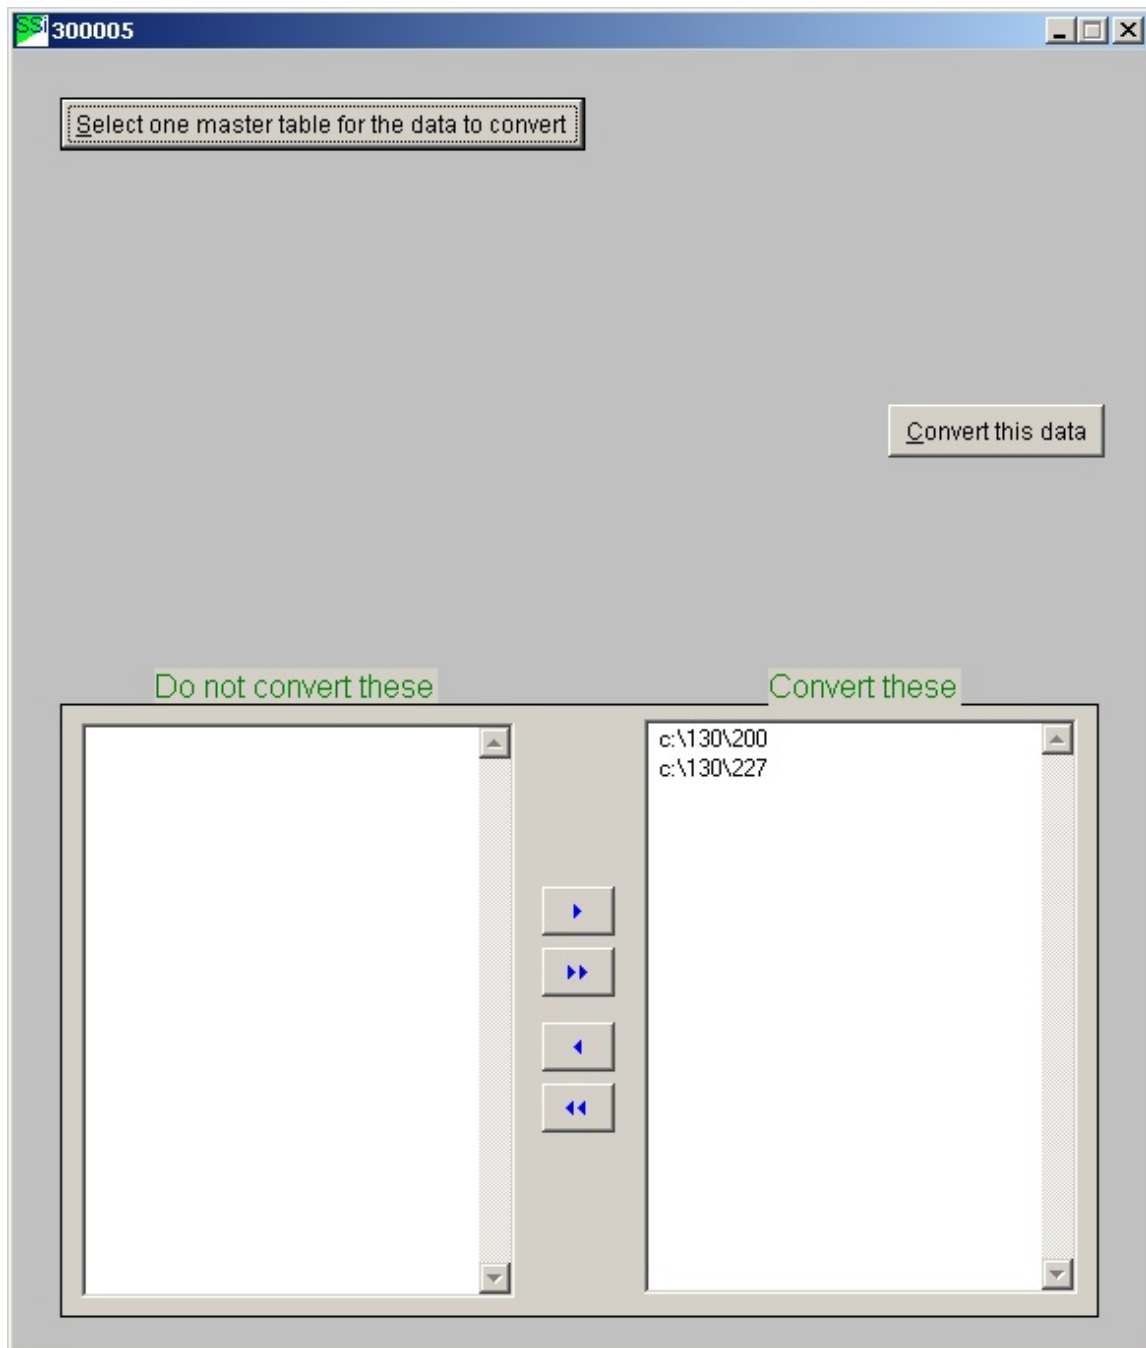 SSi 300005
Select one master table for the data to convert
Convert this data
Do not convert these
Convert these
c:\130\200
c:\130\227